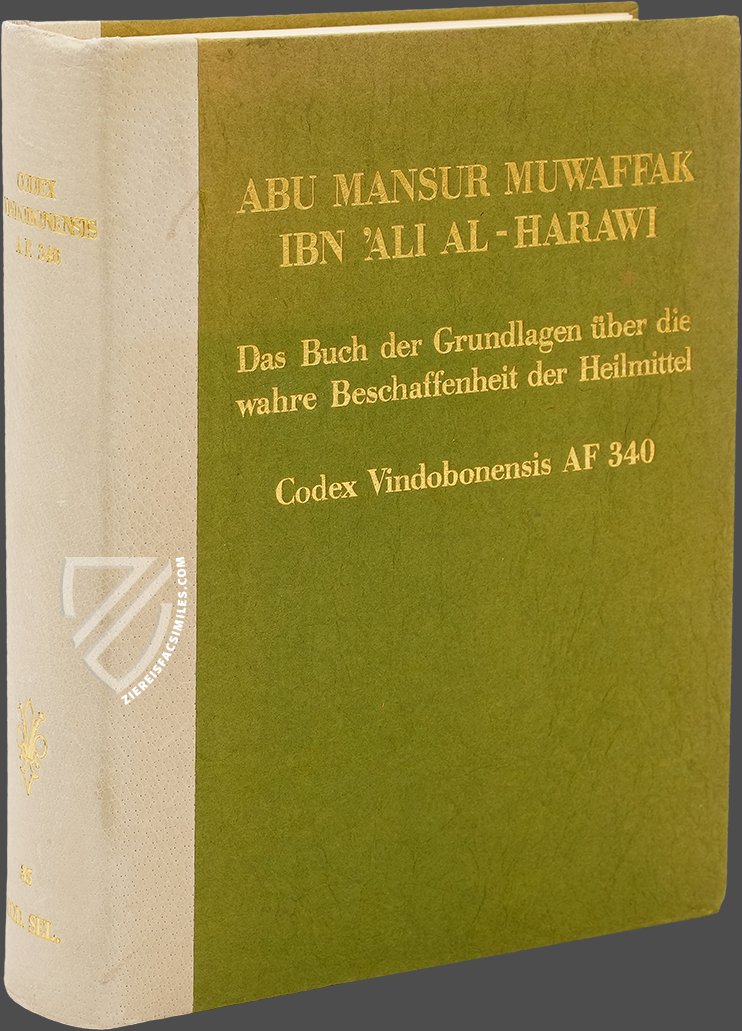 CODEX
VINDOBONENSIS
A F 340
ABU MANSUR MUWAFFAK
IBN 'ALI AL-HARAWI
Das Buch der Grundlagen über die
wahre Beschaffenheit der Heilmittel
Codex Vindobonensis AF 340
ZIEREISFACSIMILES.COM
SEL.